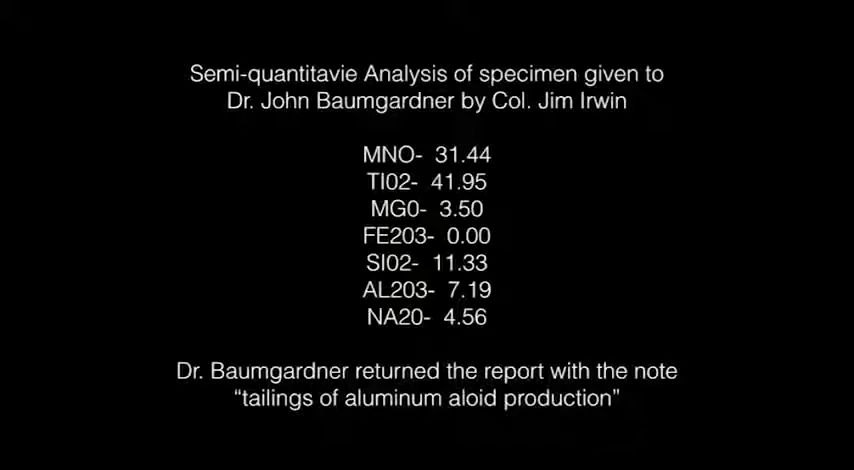 Semi-quantitavie Analysis of specimen given to
Dr. John Baumgardner by Col. Jim Irwin
MNO- 31.44
TI02- 41.95
MG0- 3.50
FE203- 0.00
SI02- 11.33
AL203- 7.19
NA20- 4.56
Dr. Baumgardner returned the report with the note
“tailings of aluminum aloid production”